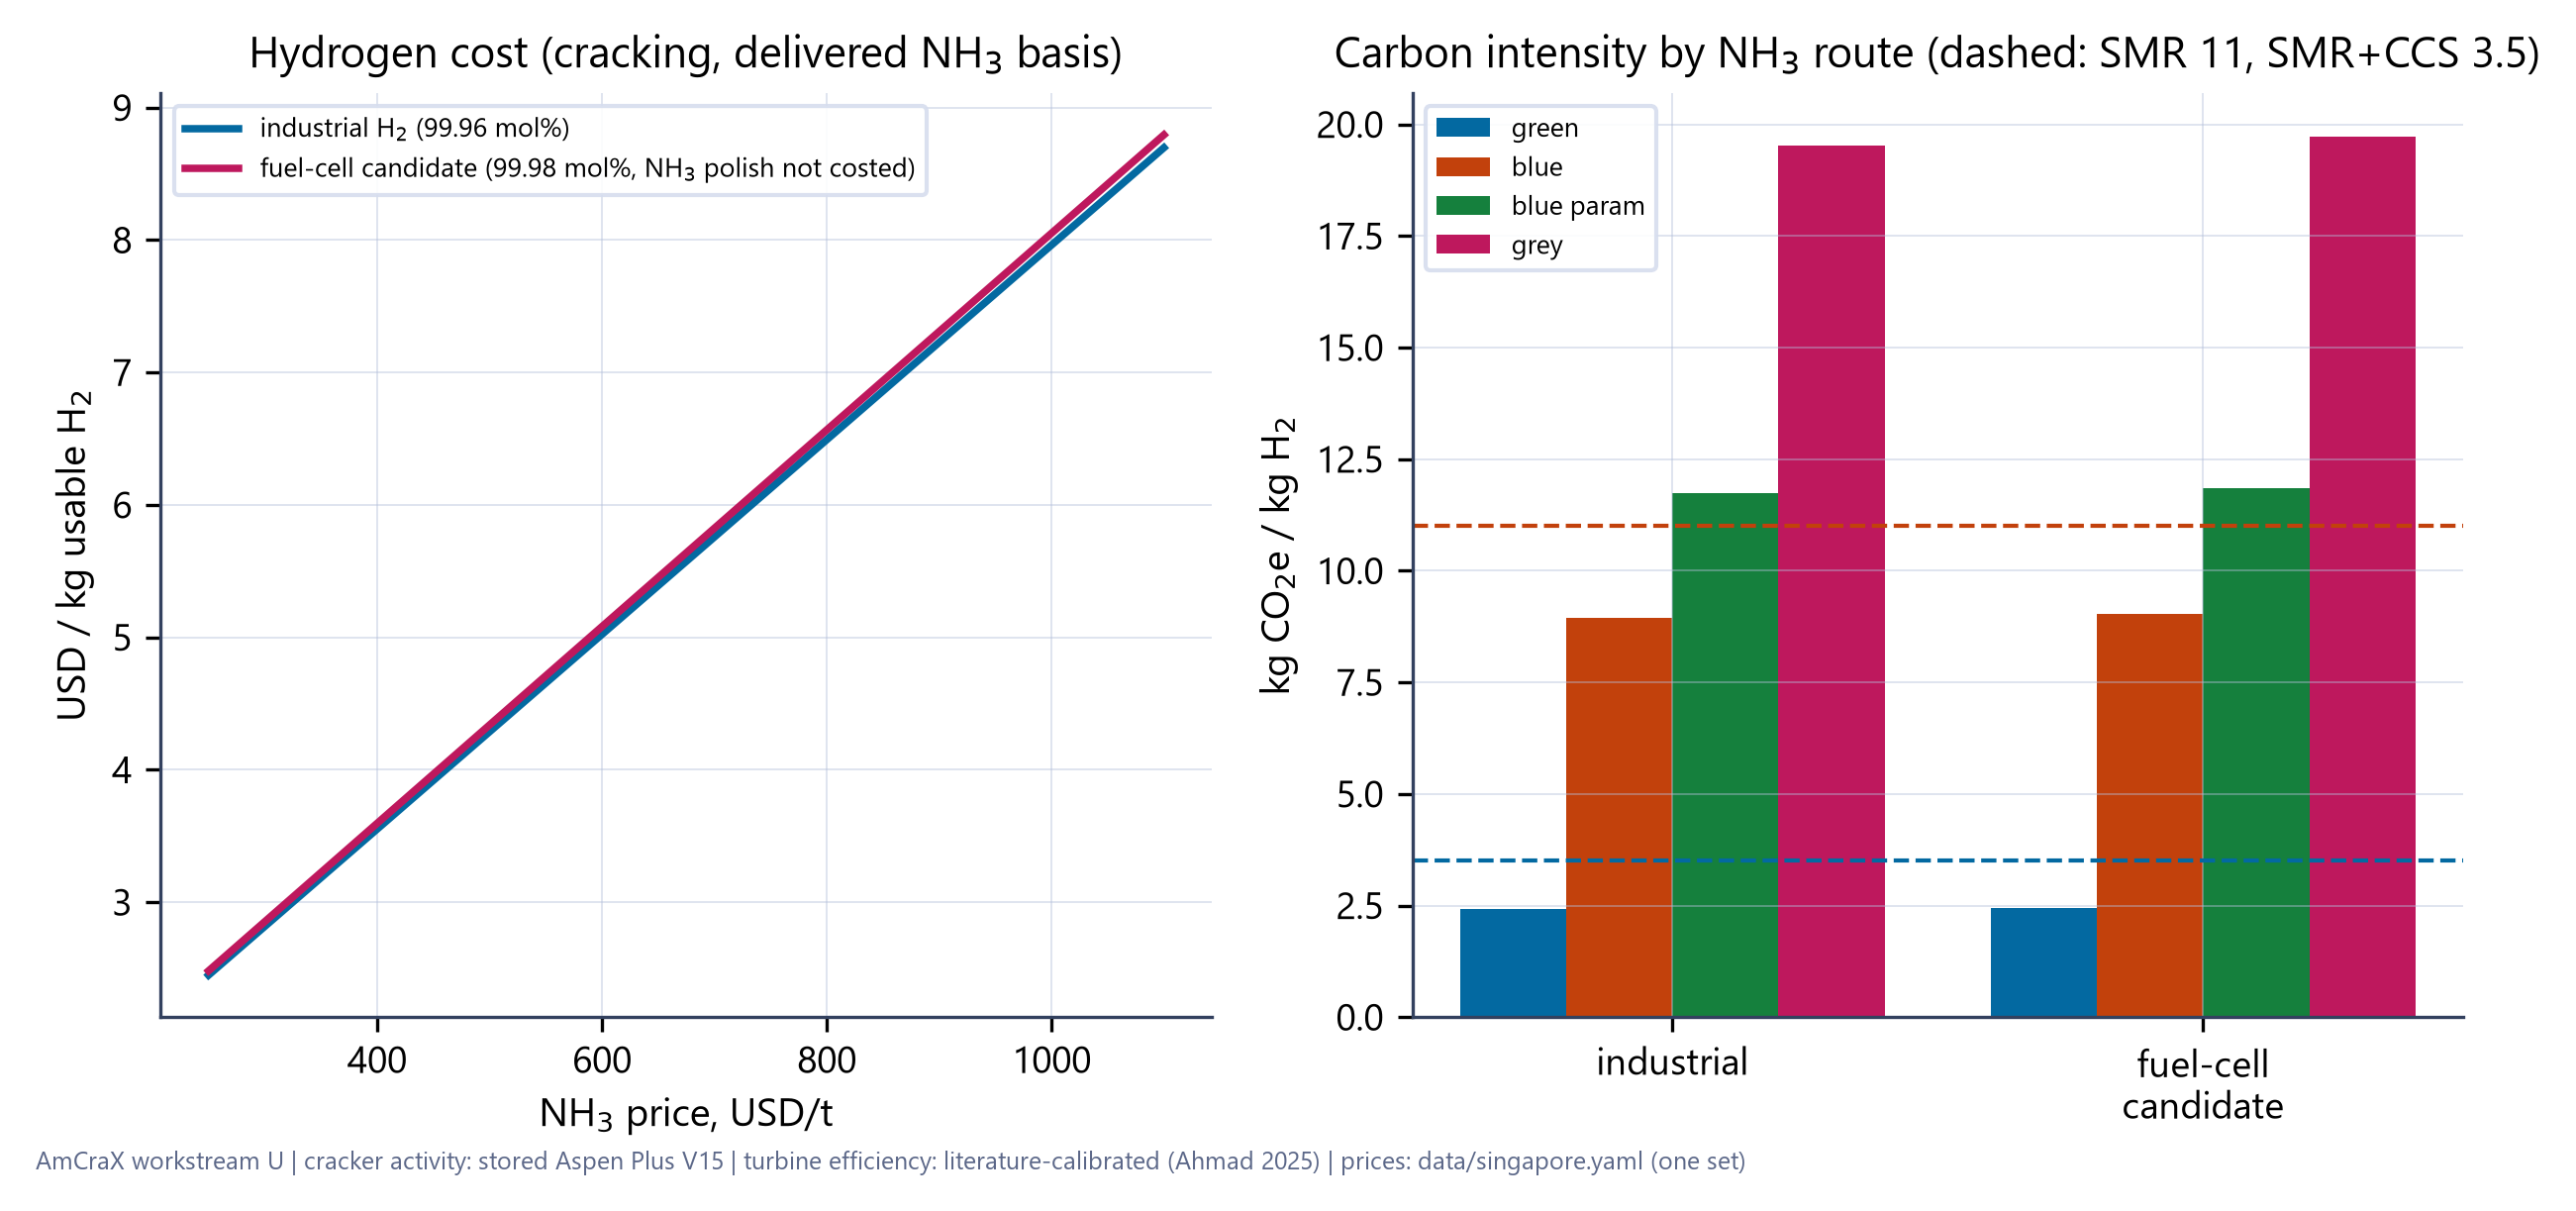 Hydrogen cost (cracking, delivered NH₃ basis)
industrial H₂ (99.96 mol%)
fuel-cell candidate (99.98 mol%, NH₃ polish not costed)
USD / kg usable H₂
9
8
7
6
5
4
3
400 600 800 1000
NH₃ price, USD/t
Carbon intensity by NH₃ route (dashed: SMR 11, SMR+CCS 3.5)
green
blue
blue param
grey
kg CO₂e / kg H₂
20.0
17.5
15.0
12.5
10.0
7.5
5.0
2.5
0.0
industrial
fuel-cell
candidate
AmCraX workstream U | cracker activity: stored Aspen Plus V15 | turbine efficiency: literature-calibrated (Ahmad 2025) | prices: data/singapore.yaml (one set)